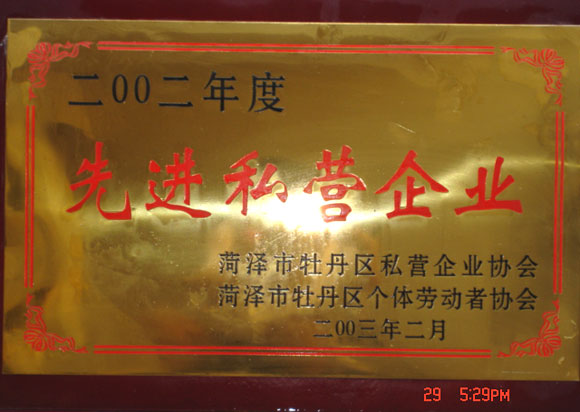 二00二年度
先进私营企业
菏泽市牡丹区私营企业协会
菏泽市牡丹区个体劳动者协会
二00三年二月
29 5:29PM